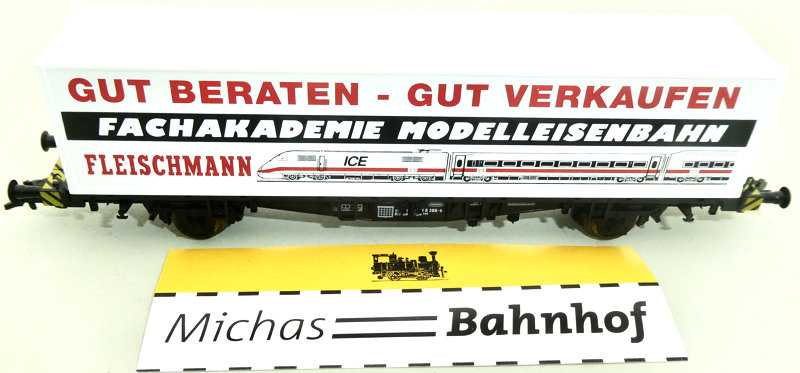 GUT BERATEN - GUT VERKAUFEN
FACHAKADEMIE MODELLEISENBAHN
FLEISCHMANN
ICE
Michas Bahnhof